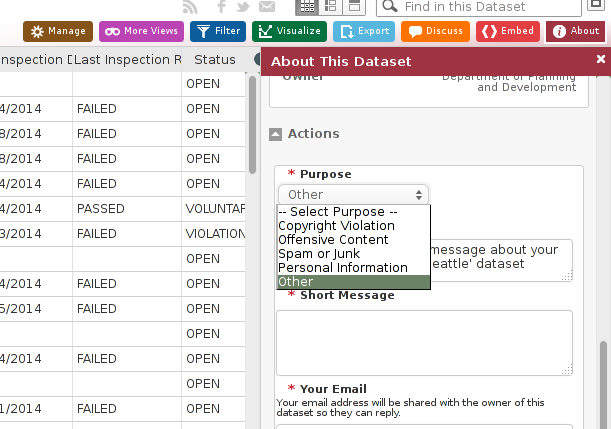 Find in this Dataset
Manage
More Views
Filter
Visualize
Export
Discuss
Embed
About
nspection D
Last Inspection R
Status
About This Dataset
OPEN
4/2014 FAILED OPEN
8/2014 FAILED OPEN
8/2014 FAILED OPEN
4/2014 FAILED OPEN
4/2014 PASSED VOLUNTAR
3/2014 FAILED VIOLATION
OPEN
4/2014 FAILED OPEN
5/2014 FAILED OPEN
OPEN
4/2014 FAILED OPEN
OPEN
1/2014 FAILED OPEN
Owner
Department of Planning
and Development
Actions
* Purpose
Other
-- Select Purpose --
Copyright Violation
Offensive Content
Spam or Junk
Personal Information
Other
message about your
eattle' dataset
* Short Message
* Your Email
Your email address will be shared with the owner of this
dataset so they can reply.